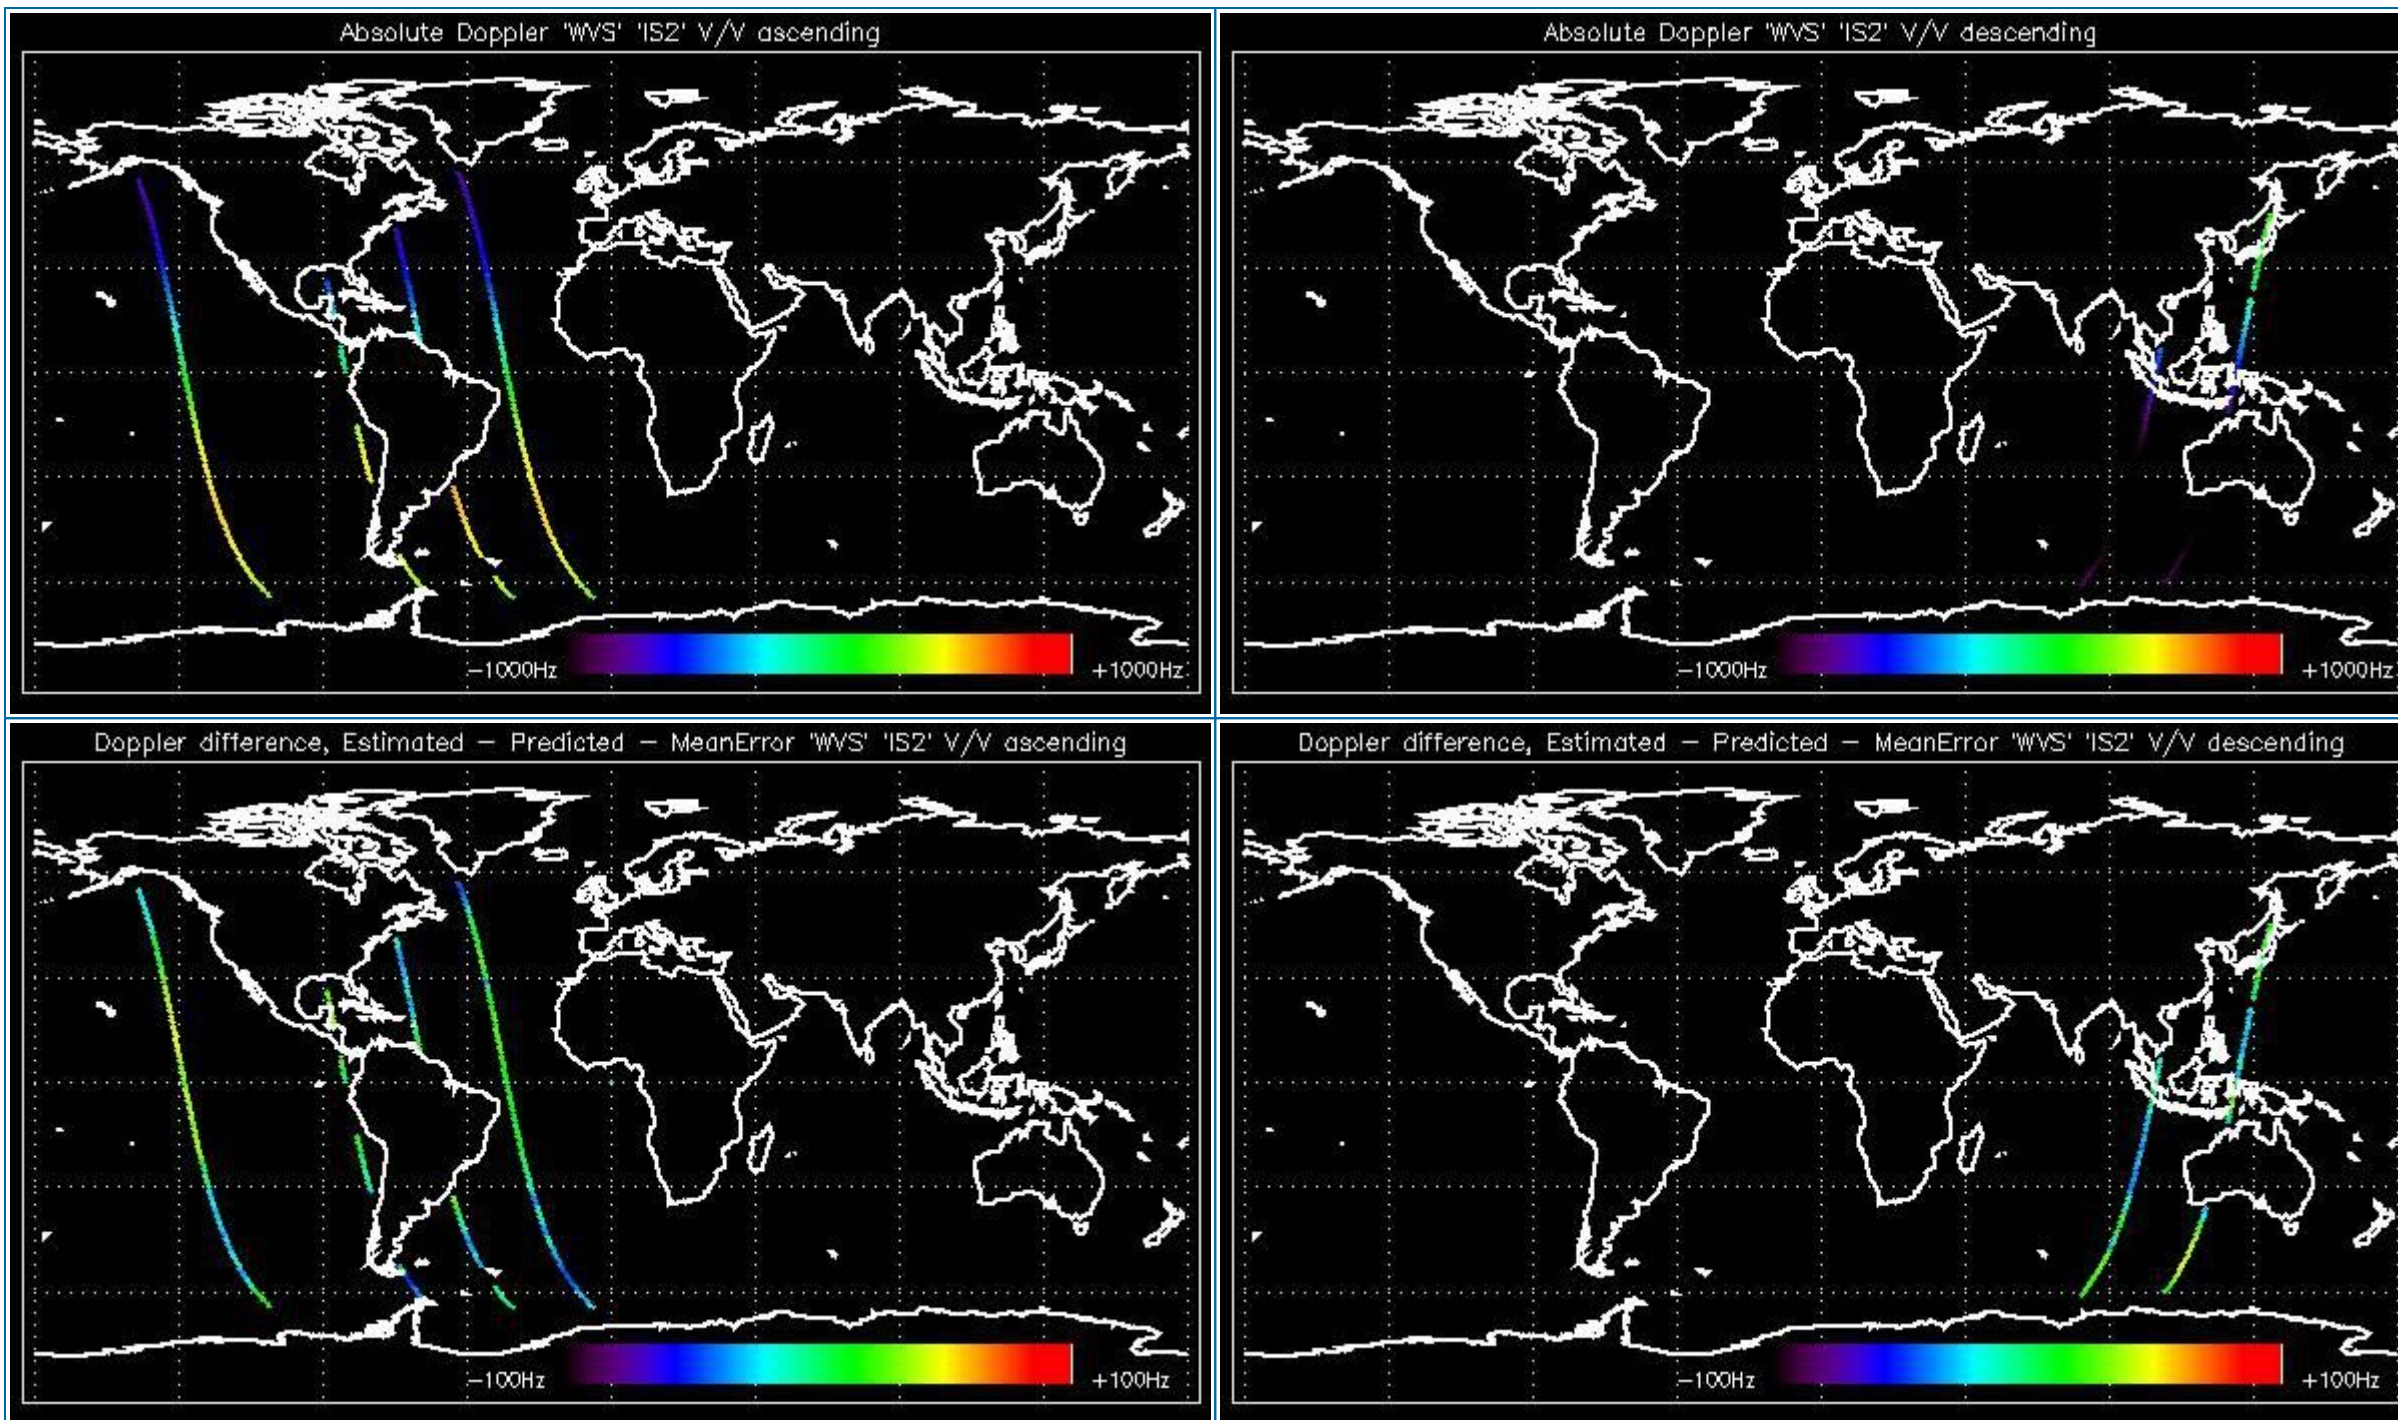 Absolute Doppler 'WVS' 'IS2' V/V ascending
-1000Hz +1000Hz
Absolute Doppler 'WVS' 'IS2' V/V descending
-1000Hz +1000Hz
Doppler difference, Estimated - Predicted - MeanError 'WVS' 'IS2' V/V ascending
-100Hz +100Hz
Doppler difference, Estimated - Predicted - MeanError 'WVS' 'IS2' V/V descending
-100Hz +100Hz